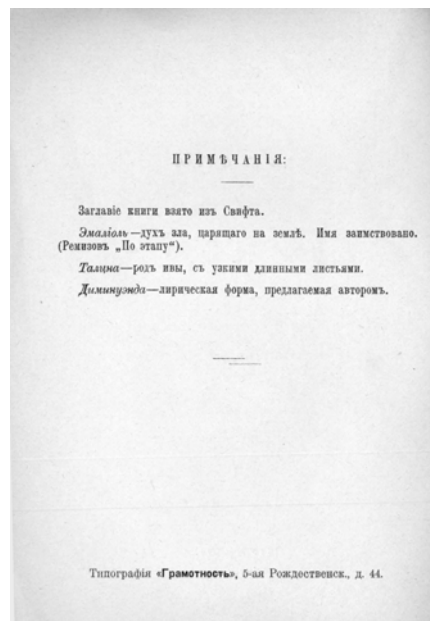 ПРИМѢЧАНІЯ:
Заглавіе книги взято изъ Свифта.
Эмаліоль—духъ зла, царящаго на землѣ. Имя заимствовано.
(Ремизовъ „По этапу“).
Талина—родъ ивы, съ узкими длинными листьями.
Диминуэнда—лирическая форма, предлагаемая авторомъ.
Типографія «Грамотность», 5-ая Рождественск., д. 44.